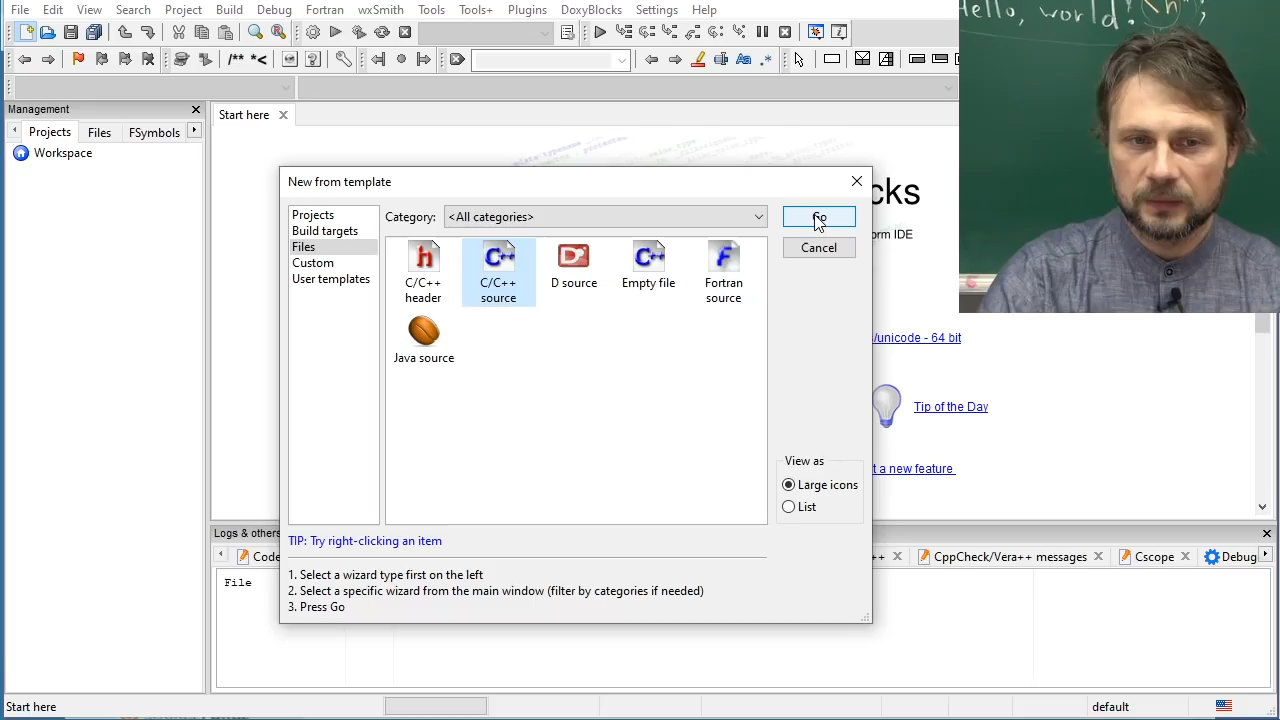 File Edit View Search Project Build Debug Fortran wxSmith Tools Tools+ Plugins DoxyBlocks Settings Help
Hello, world! \n";
/** *<
Management
Projects Files FSymbols
Workspace
Start here
New from template
Projects
Build targets
Files
Custom
User templates
Category: <All categories>
Go
Cancel
C/C++ header
C/C++ source
D source
Empty file
Fortran source
Java source
View as
Large icons
List
TIP: Try right-clicking an item
1. Select a wizard type first on the left
2. Select a specific wizard from the main window (filter by categories if needed)
3. Press Go
cks
orm IDE
s/unicode - 64 bit
Tip of the Day
t a new feature
Logs & others
Code
++ CppCheck/Vera++ messages Cscope Debug
File
Start here
default